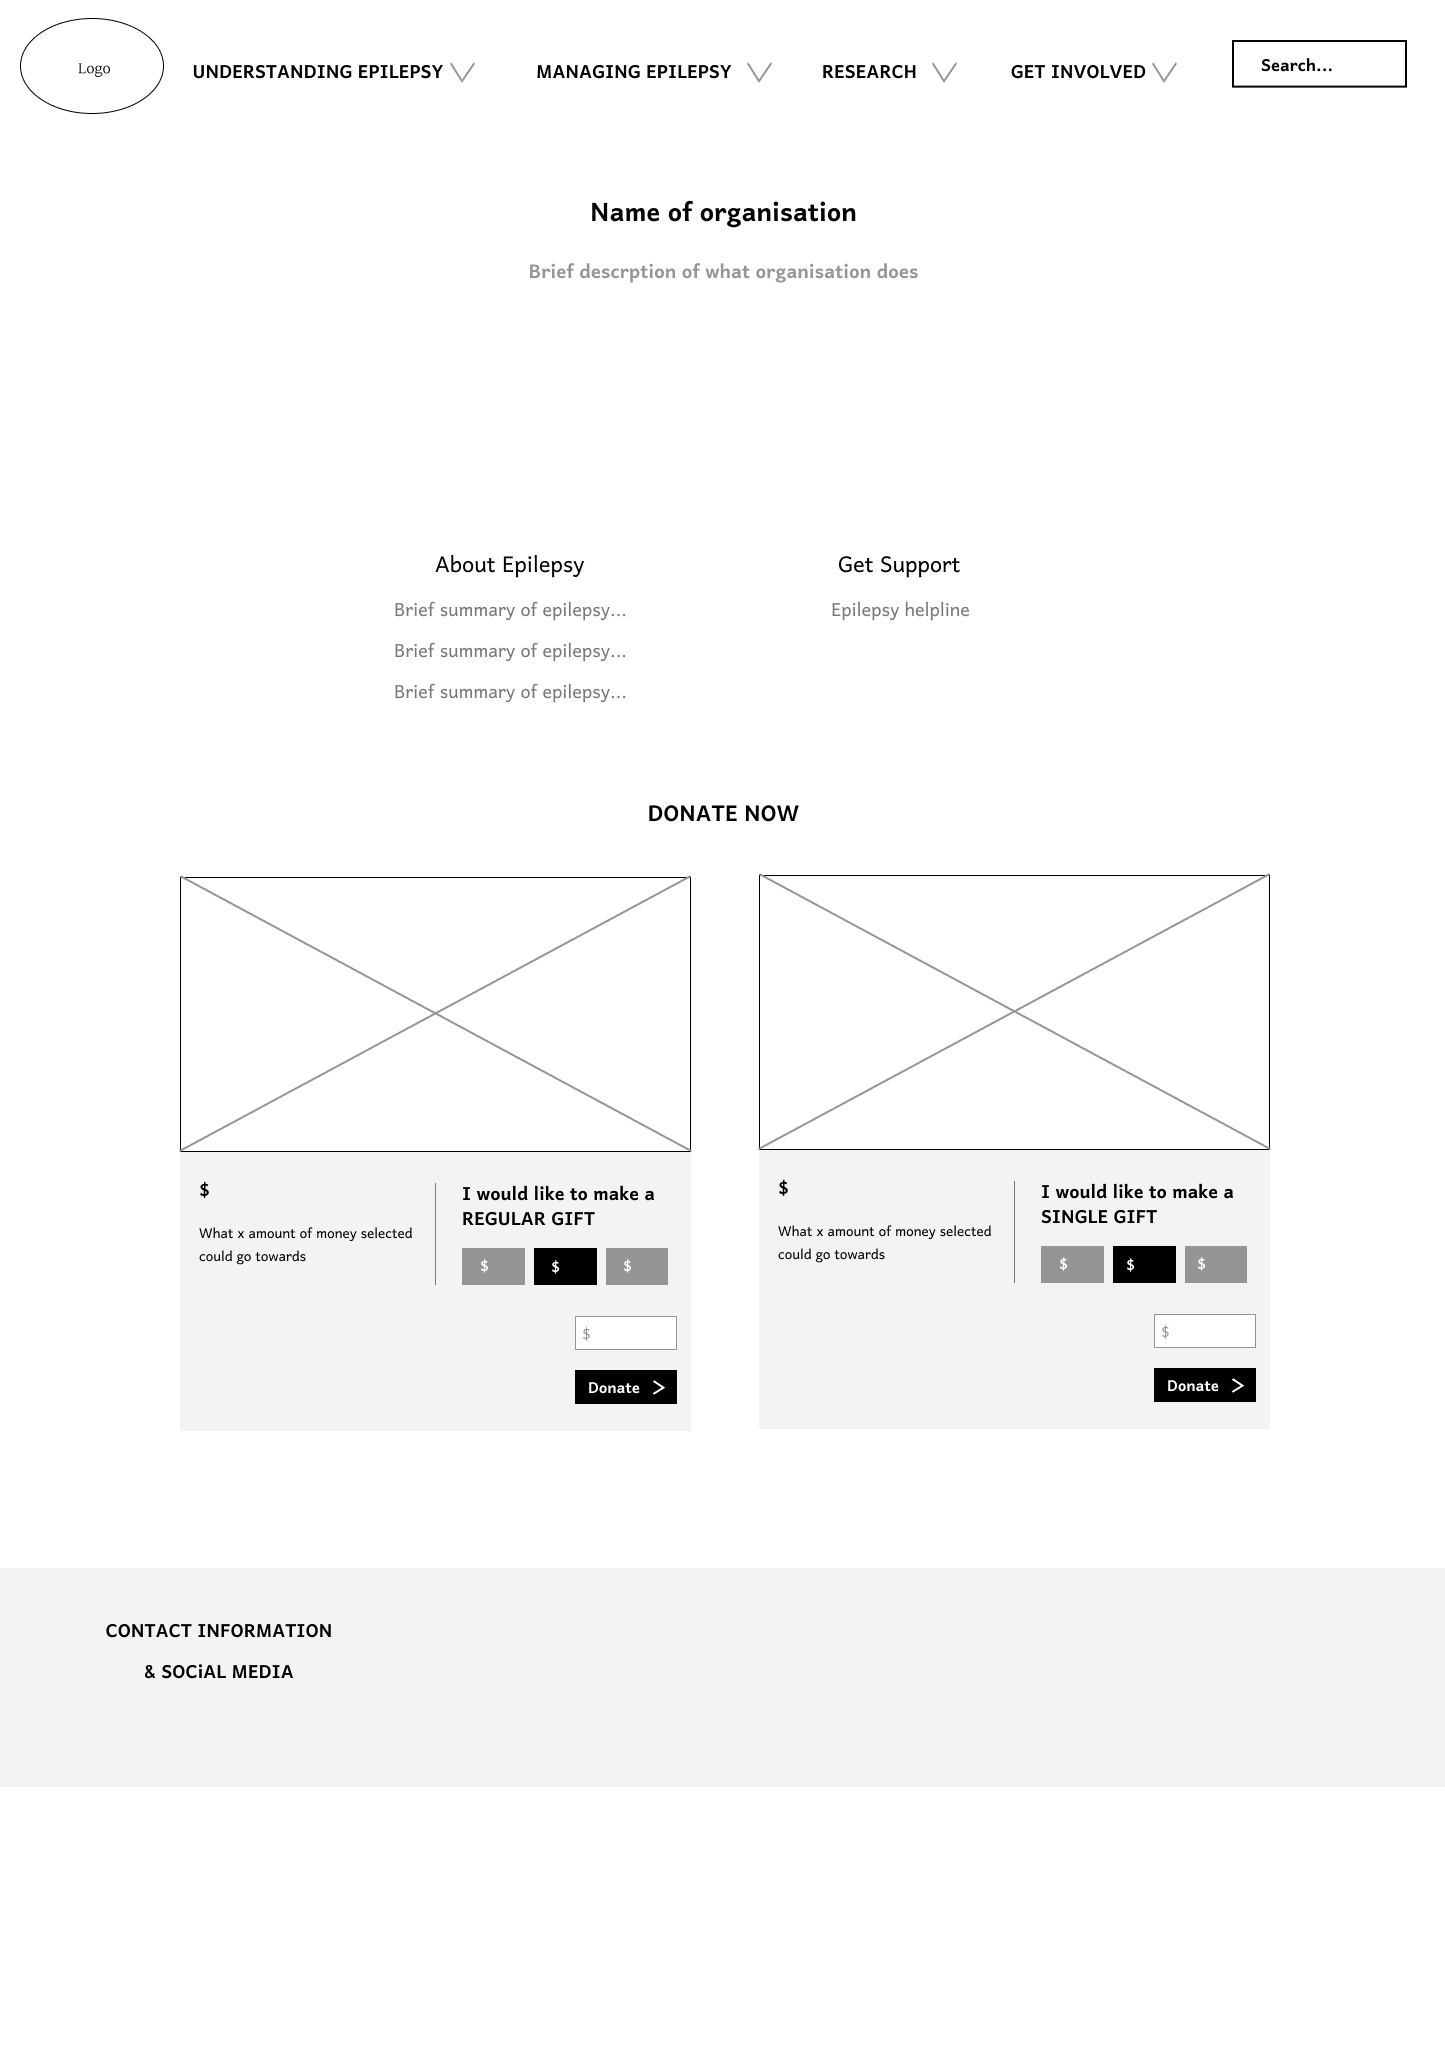 Logo
UNDERSTANDING EPILEPSY
MANAGING EPILEPSY
RESEARCH
GET INVOLVED
Search...
Name of organisation
Brief descrption of what organisation does
About Epilepsy
Brief summary of epilepsy...
Brief summary of epilepsy...
Brief summary of epilepsy...
Get Support
Epilepsy helpline
DONATE NOW
$
What x amount of money selected
could go towards
I would like to make a
REGULAR GIFT
$ $ $
$
Donate >
$
What x amount of money selected
could go towards
I would like to make a
SINGLE GIFT
$ $ $
$
Donate >
CONTACT INFORMATION
& SOCiAL MEDIA